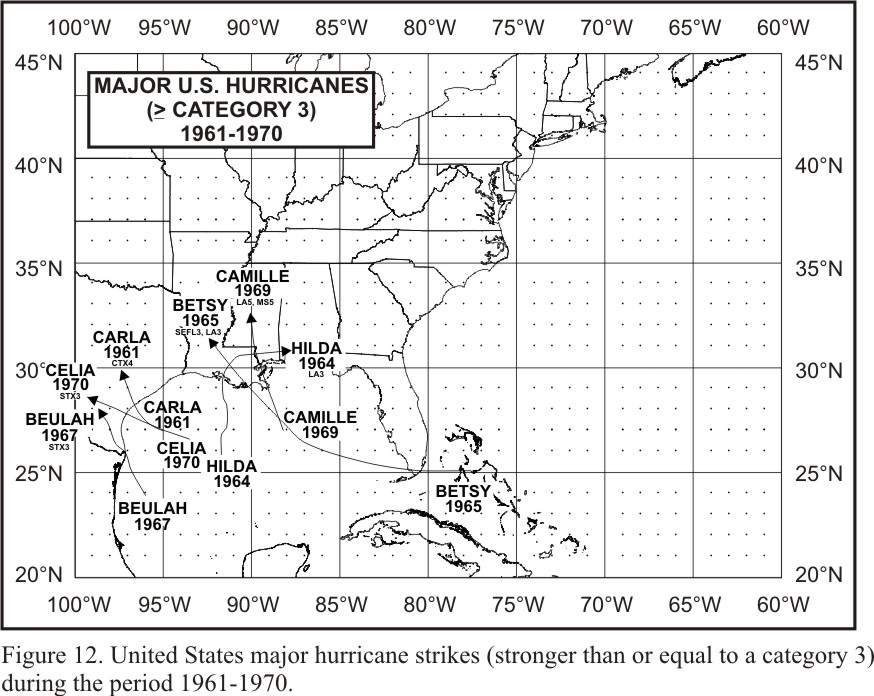 100°W 95°W 90°W 85°W 80°W 75°W 70°W 65°W 60°W
45°N 45°N
MAJOR U.S. HURRICANES
(≥ CATEGORY 3)
1961-1970
40°N 40°N
35°N 35°N
CAMILLE
1969
LA5, MS5
BETSY
1965
SEFL3, LA3
CARLA
1961
CTX4
HILDA
1964
LA3
30°N 30°N
CELIA
1970
STX3
BEULAH
1967
STX3
CARLA
1961
CAMILLE
1969
CELIA
1970
HILDA
1964
25°N 25°N
BETSY
1965
BEULAH
1967
20°N 20°N
100°W 95°W 90°W 85°W 80°W 75°W 70°W 65°W 60°W
Figure 12. United States major hurricane strikes (stronger than or equal to a category 3)
during the period 1961-1970.